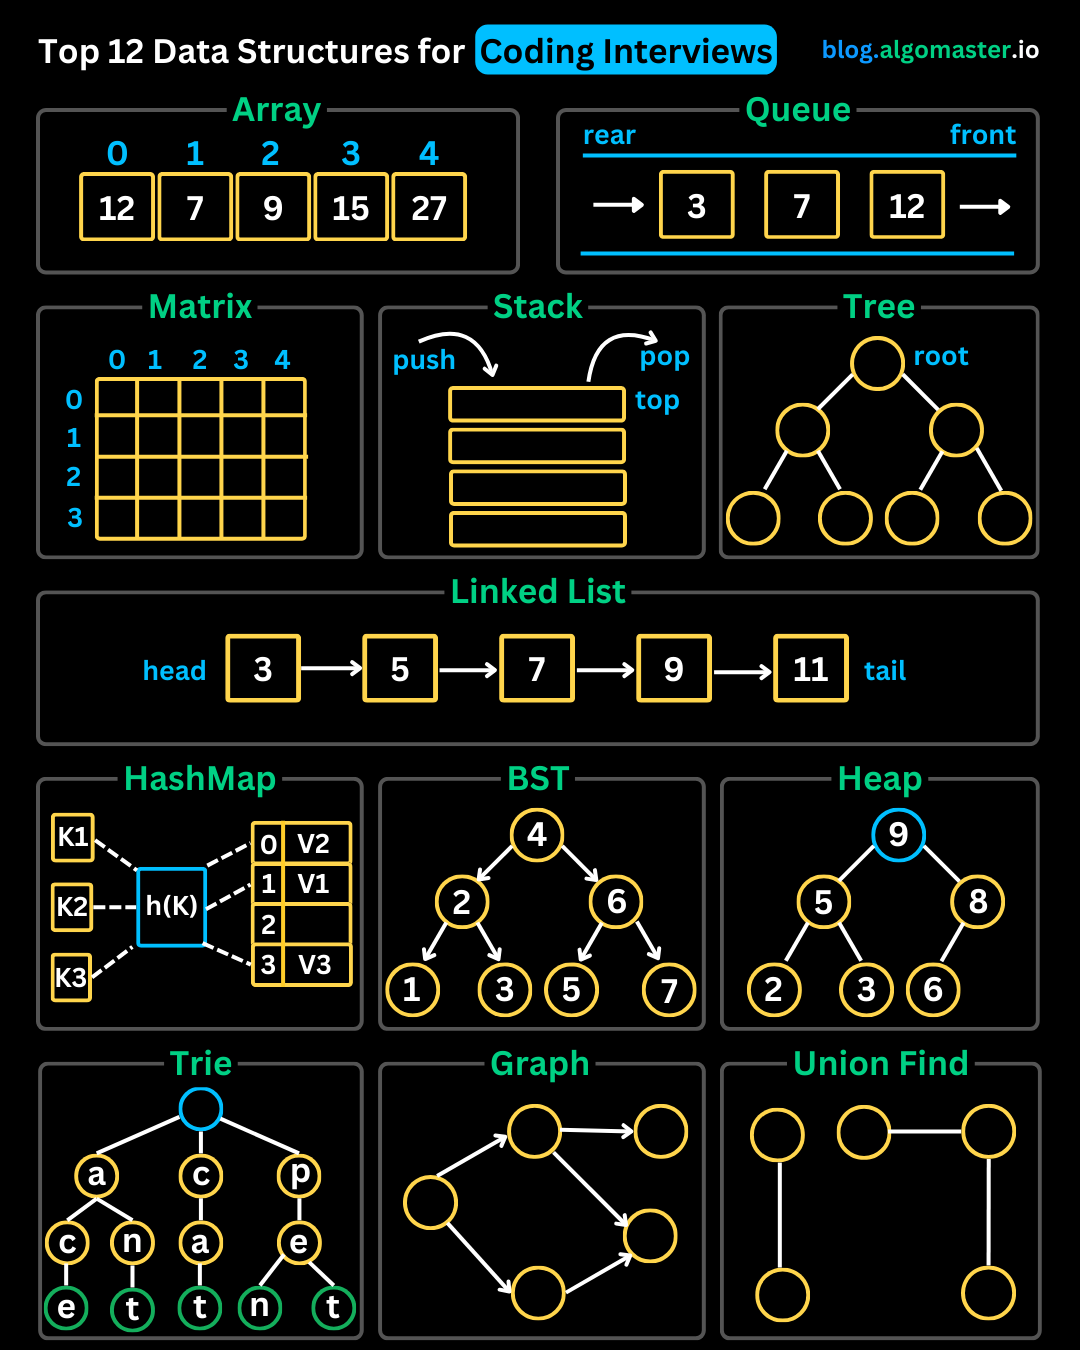 Top 12 Data Structures for Coding Interviews
blog.algomaster.io
Array
0 1 2 3 4
12 7 9 15 27
Queue
rear front
3 7 12
Matrix
0 1 2 3 4
0
1
2
3
Stack
push pop
top
Tree
root
Linked List
head 3 5 7 9 11 tail
HashMap
K1
K2
K3
h(K)
0 V2
1 V1
2
3 V3
BST
4
2 6
1 3 5 7
Heap
9
5 8
2 3 6
Trie
a c p
c n a e
e t t n t
Graph
Union Find